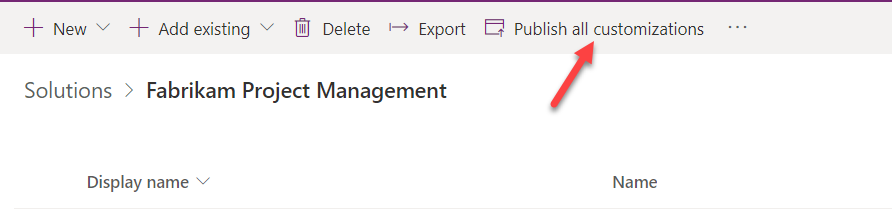 New Add existing Delete Export Publish all customizations ...
Solutions > Fabrikam Project Management
Display name Name